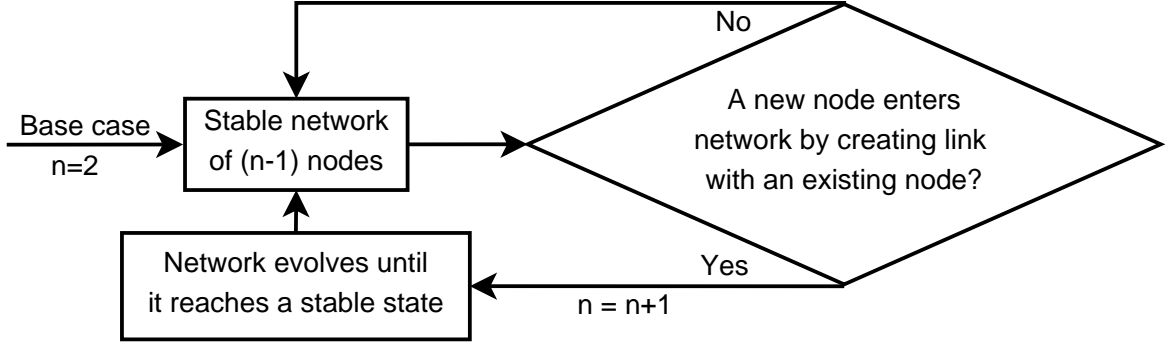 No
Base case
n=2
Stable network
of (n-1) nodes
A new node enters
network by creating link
with an existing node?
Network evolves until
it reaches a stable state
Yes
n = n+1